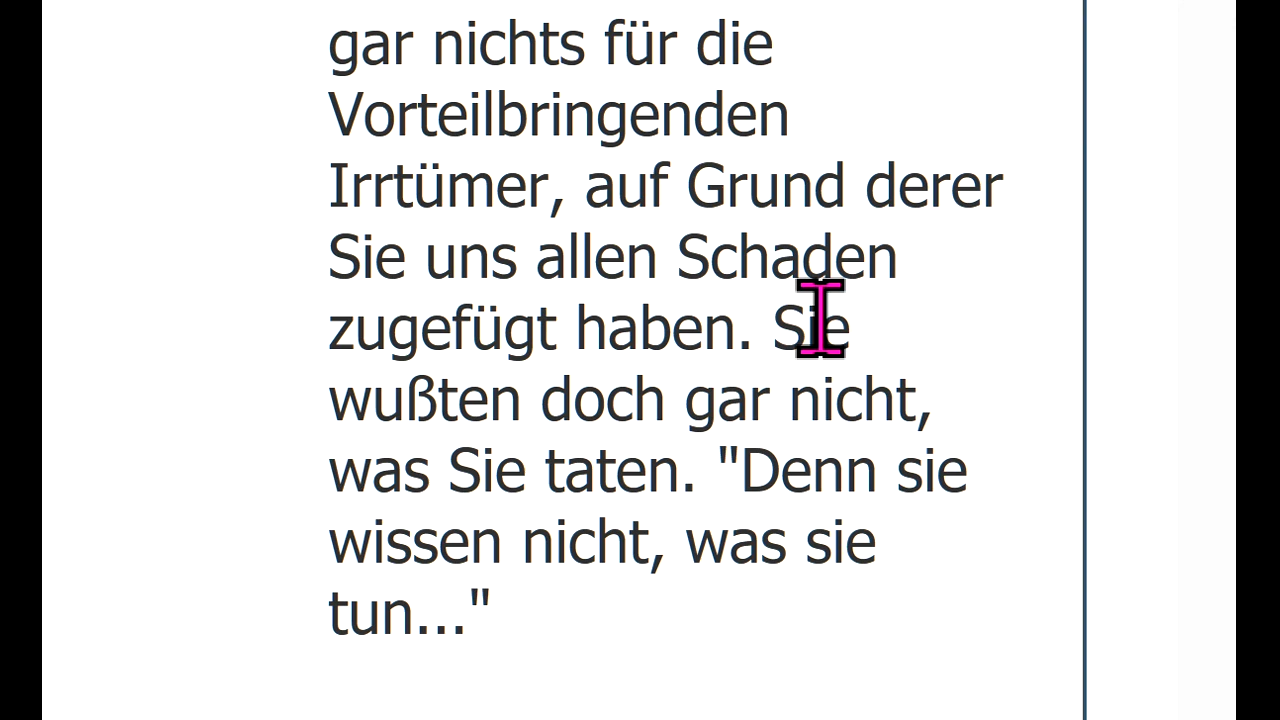 gar nichts für die
Vorteilbringenden
Irrtümer, auf Grund derer
Sie uns allen Schaden
zugefügt haben. Sie
wußten doch gar nicht,
was Sie taten. "Denn sie
wissen nicht, was sie
tun..."